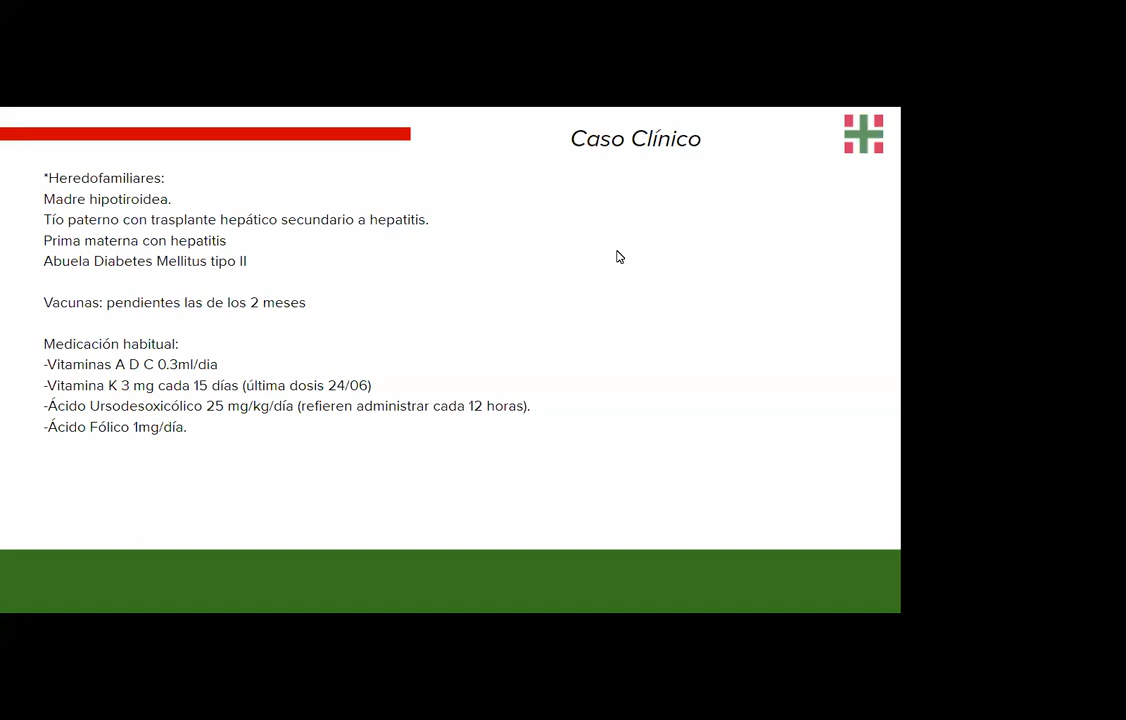 Caso Clínico
*Heredofamiliares:
Madre hipotiroidea.
Tío paterno con trasplante hepático secundario a hepatitis.
Prima materna con hepatitis
Abuela Diabetes Mellitus tipo II
Vacunas: pendientes las de los 2 meses
Medicación habitual:
-Vitaminas A D C 0.3ml/dia
-Vitamina K 3 mg cada 15 días (última dosis 24/06)
-Ácido Ursodesoxicólico 25 mg/kg/día (refieren administrar cada 12 horas).
-Ácido Fólico 1mg/día.